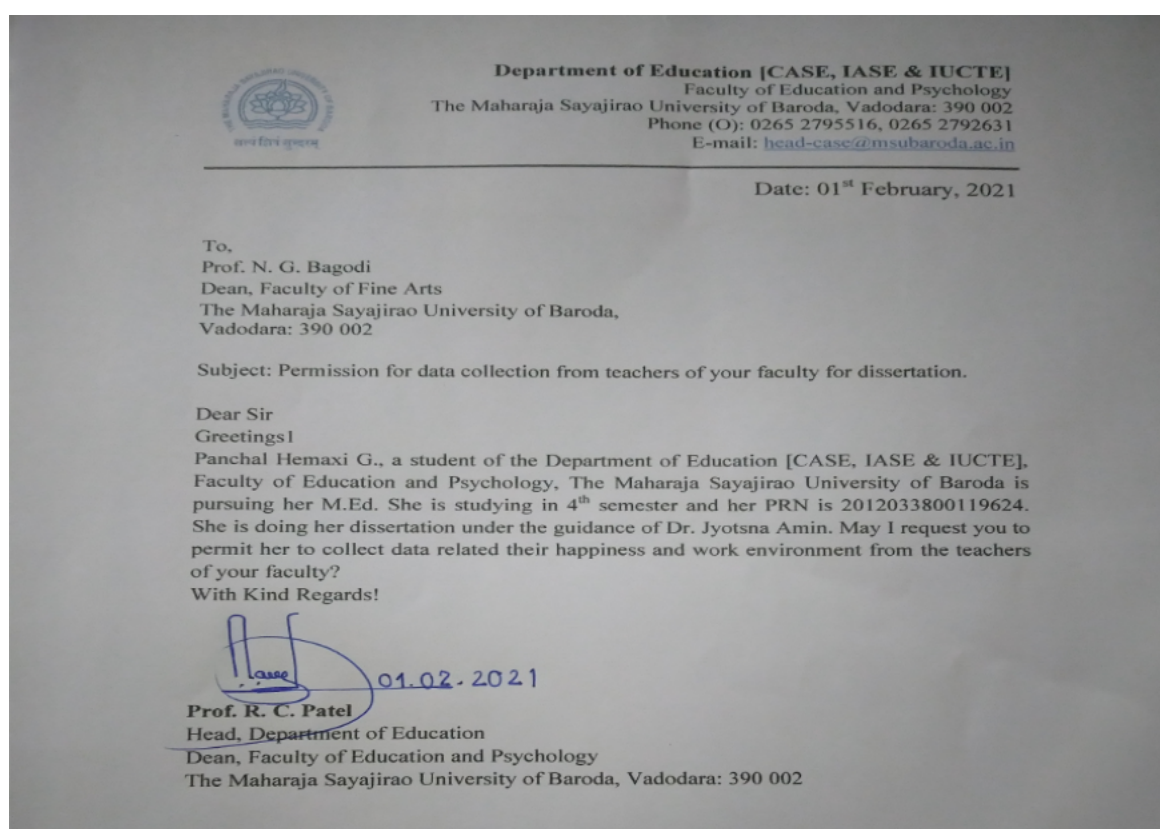 THE MAHARAJA SAYAJIRAO UNIVERSITY OF BARODA
सत्यं शिवं सुन्दरम्
Department of Education [CASE, IASE & IUCTE]
Faculty of Education and Psychology
The Maharaja Sayajirao University of Baroda, Vadodara: 390 002
Phone (O): 0265 2795516, 0265 2792631
E-mail: head-case@msubaroda.ac.in
Date: 01st February, 2021
To,
Prof. N. G. Bagodi
Dean, Faculty of Fine Arts
The Maharaja Sayajirao University of Baroda,
Vadodara: 390 002
Subject: Permission for data collection from teachers of your faculty for dissertation.
Dear Sir
Greetings1
Panchal Hemaxi G., a student of the Department of Education [CASE, IASE & IUCTE],
Faculty of Education and Psychology, The Maharaja Sayajirao University of Baroda is
pursuing her M.Ed. She is studying in 4th semester and her PRN is 2012033800119624.
She is doing her dissertation under the guidance of Dr. Jyotsna Amin. May I request you to
permit her to collect data related their happiness and work environment from the teachers
of your faculty?
With Kind Regards!
01.02.2021
Prof. R. C. Patel
Head, Department of Education
Dean, Faculty of Education and Psychology
The Maharaja Sayajirao University of Baroda, Vadodara: 390 002